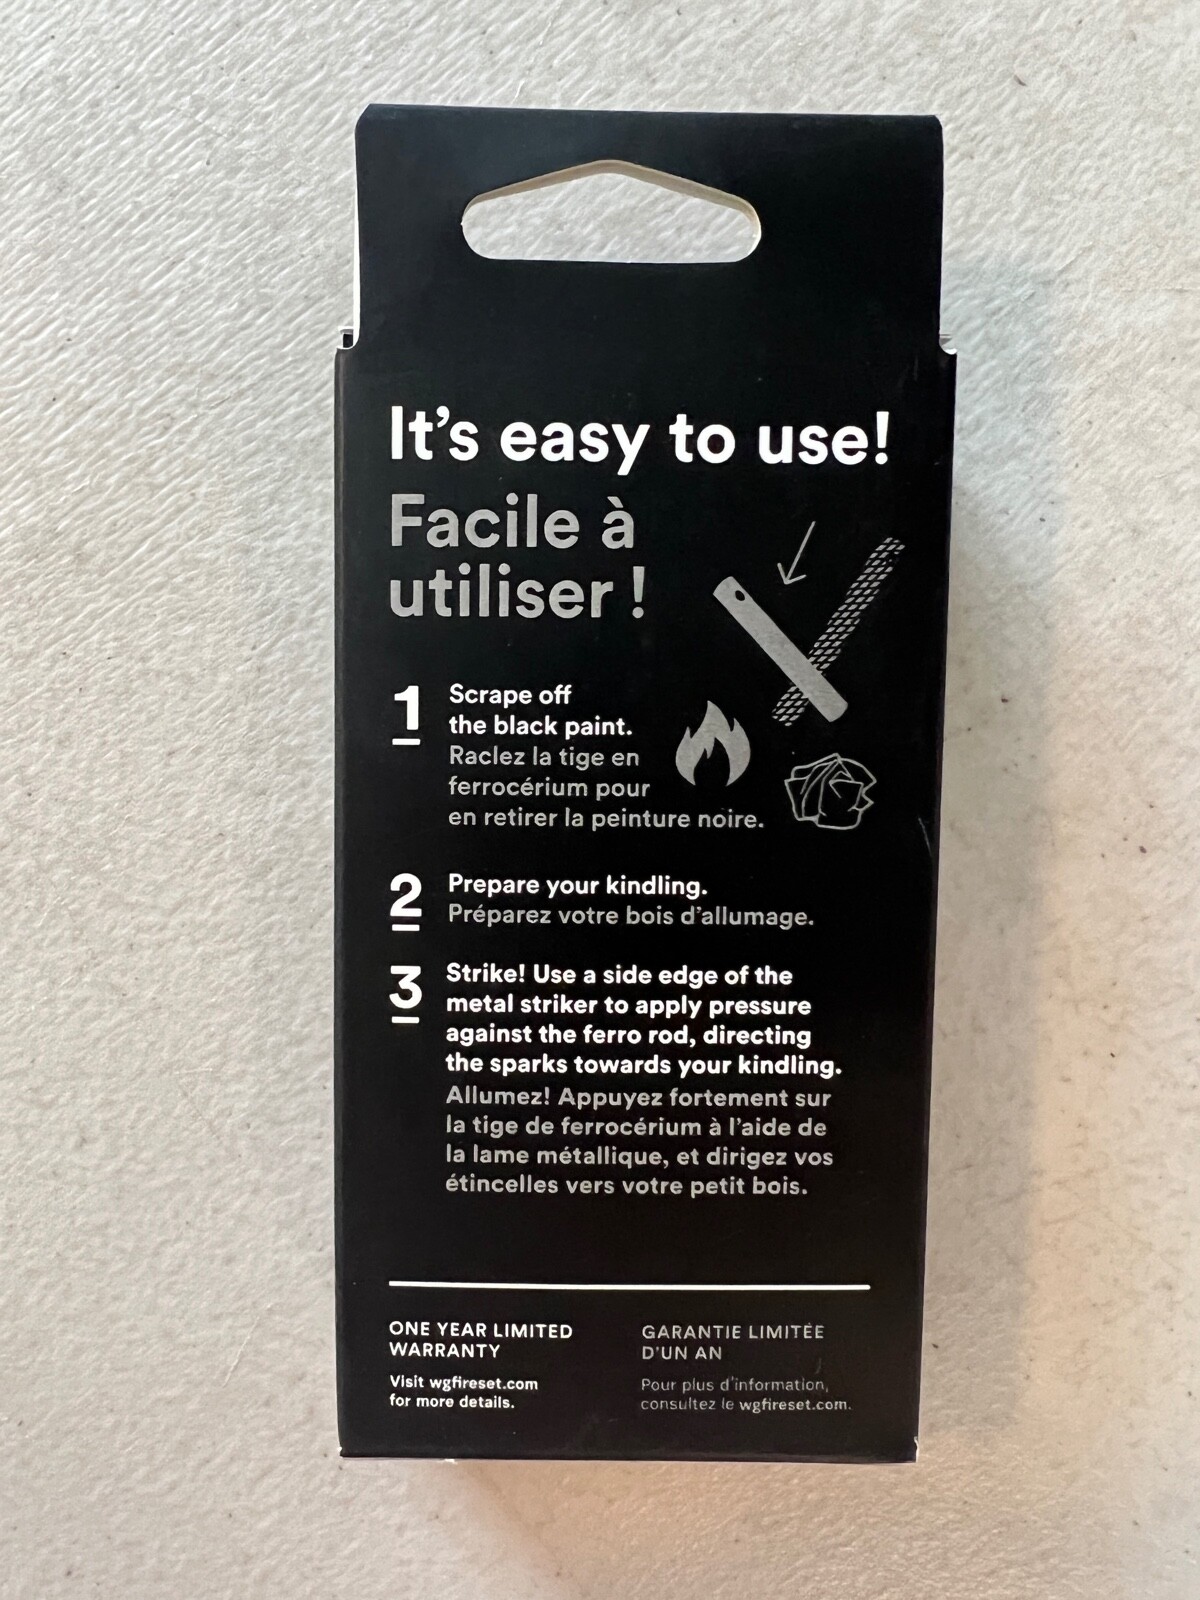 It's easy to use!
Facile à
utiliser !
1
Scrape off
the black paint.
Raclez la tige en
ferrocérium pour
en retirer la peinture noire.
2
Prepare your kindling.
Préparez votre bois d'allumage.
3
Strike! Use a side edge of the
metal striker to apply pressure
against the ferro rod, directing
the sparks towards your kindling.
Allumez! Appuyez fortement sur
la tige de ferrocérium à l'aide de
la lame métallique, et dirigez vos
étincelles vers votre petit bois.
ONE YEAR LIMITED
WARRANTY
Visit wgfireset.com
for more details.
GARANTIE LIMITÉE
D'UN AN
Pour plus d'information,
consultez le wgfireset.com.